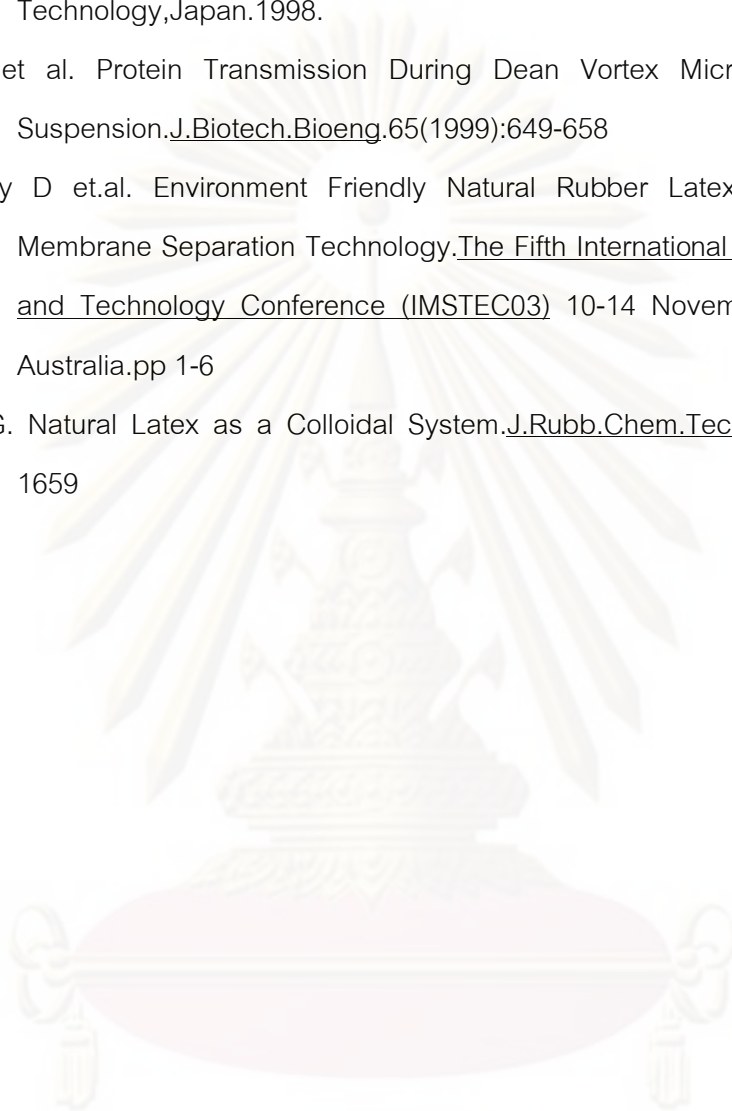 Technology,Japan.1998.
et al. Protein Transmission During Dean Vortex Micr
Suspension.J.Biotech.Bioeng.65(1999):649-658
y D et.al. Environment Friendly Natural Rubber Latex
Membrane Separation Technology.The Fifth International
and Technology Conference (IMSTEC03) 10-14 Novem
Australia.pp 1-6
G. Natural Latex as a Colloidal System.J.Rubb.Chem.Tec
1659